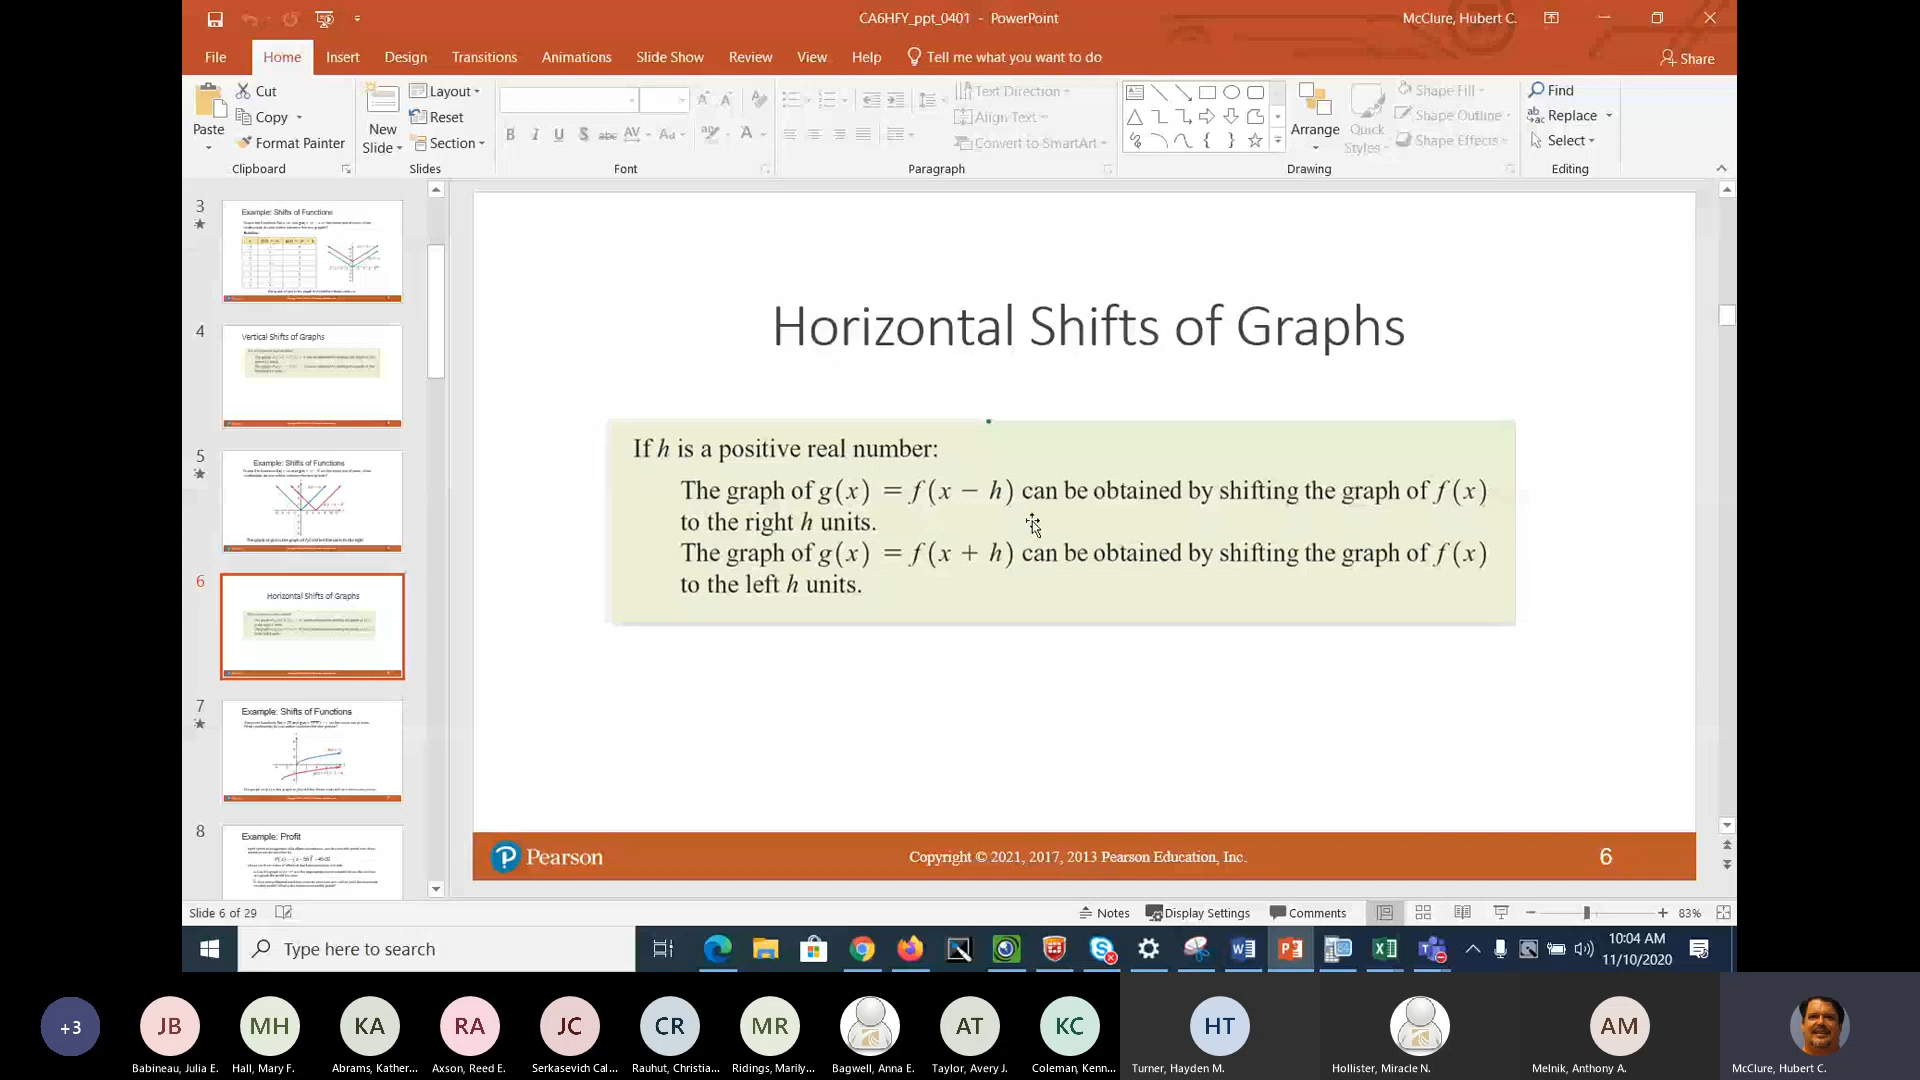 CA6HFY_ppt_0401 - PowerPoint
McClure, Hubert C.
File Home Insert Design Transitions Animations Slide Show Review View Help Tell me what you want to do Share
Paste
Cut
Copy
Format Painter
Clipboard
New Slide
Layout
Reset
Section
Slides
Font
Text Direction
Align Text
Convert to SmartArt
Paragraph
Arrange
Quick Styles
Shape Fill
Shape Outline
Shape Effects
Drawing
Find
Replace
Select
Editing
3
Example: Shifts of Functions
4
Vertical Shifts of Graphs
5
Example: Shifts of Functions
6
Horizontal Shifts of Graphs
7
Example: Shifts of Functions
8
Example: Profit
Horizontal Shifts of Graphs
If h is a positive real number:
The graph of g(x) = f(x − h) can be obtained by shifting the graph of f(x)
to the right h units.
The graph of g(x) = f(x + h) can be obtained by shifting the graph of f(x)
to the left h units.
Pearson
Copyright © 2021, 2017, 2013 Pearson Education, Inc.
6
Slide 6 of 29
Notes Display Settings Comments 83%
Type here to search
10:04 AM
11/10/2020
+3 JB MH KA RA JC CR MR AT KC HT AM
Babineau, Julia E. Hall, Mary F. Abrams, Kather... Axson, Reed E. Serkasevich Cal... Rauhut, Christia... Ridings, Marily... Bagwell, Anna E. Taylor, Avery J. Coleman, Kenn... Turner, Hayden M. Hollister, Miracle N. Melnik, Anthony A. McClure, Hubert C.